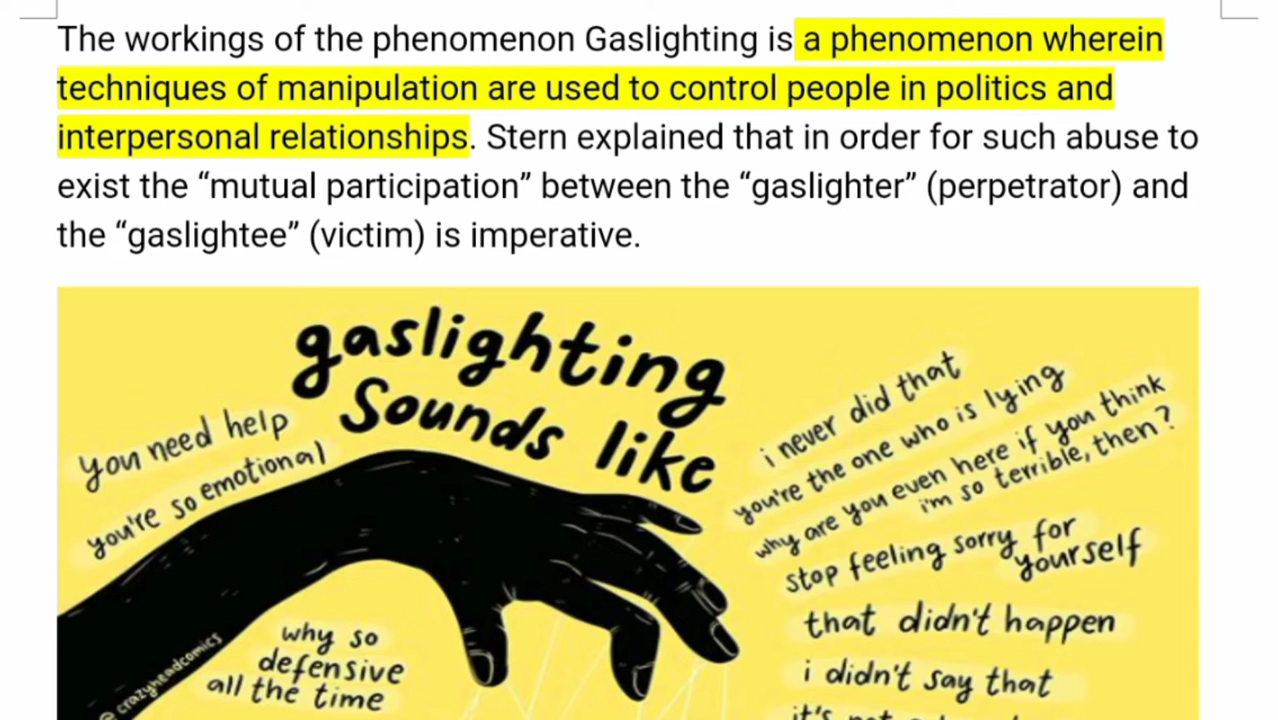 The workings of the phenomenon Gaslighting is a phenomenon wherein
techniques of manipulation are used to control people in politics and
interpersonal relationships. Stern explained that in order for such abuse to
exist the “mutual participation” between the “gaslighter” (perpetrator) and
the “gaslightee” (victim) is imperative.
gaslighting
Sounds like
you need help
you're so emotional
why so
defensive
all the time
@crazyheadcomics
i never did that
you're the one who is lying
why are you even here if you think
i'm so terrible, then?
stop feeling sorry for
yourself
that didn't happen
i didn't say that
it's not